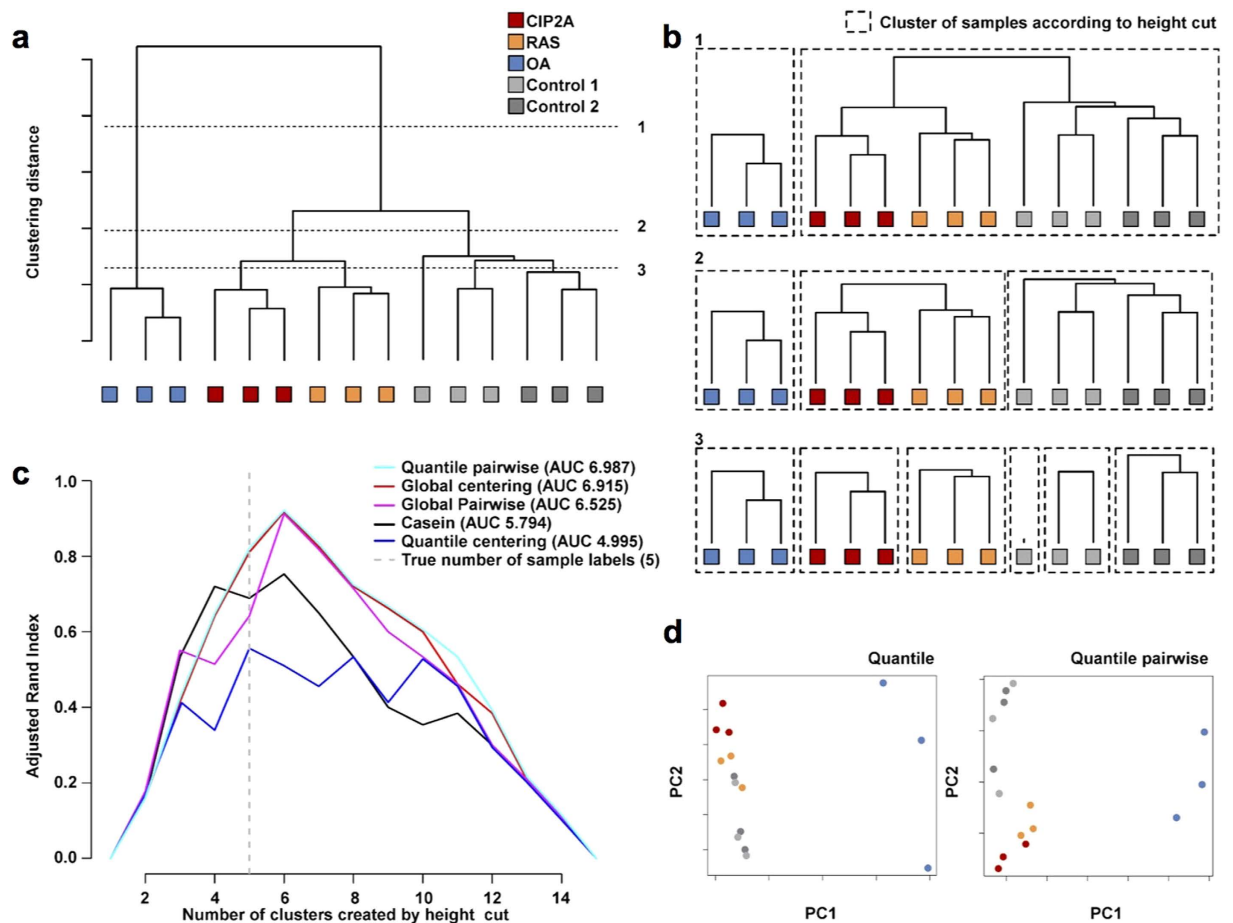 a
CIP2A
RAS
OA
Control 1
Control 2
Clustering distance
1
2
3
b
Cluster of samples according to height cut
1
2
3
c
Quantile pairwise (AUC 6.987)
Global centering (AUC 6.915)
Global Pairwise (AUC 6.525)
Casein (AUC 5.794)
Quantile centering (AUC 4.995)
True number of sample labels (5)
Adjusted Rand Index
1.0
0.8
0.6
0.4
0.2
0.0
2 4 6 8 10 12 14
Number of clusters created by height cut
d
Quantile
PC2
PC1
Quantile pairwise
PC2
PC1